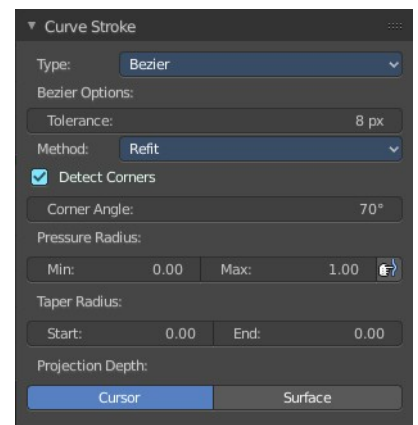 Curve Stroke
Type: Bezier
Bezier Options:
Tolerance: 8 px
Method: Refit
Detect Corners
Corner Angle: 70°
Pressure Radius:
Min: 0.00 Max: 1.00
Taper Radius:
Start: 0.00 End: 0.00
Projection Depth:
Cursor Surface